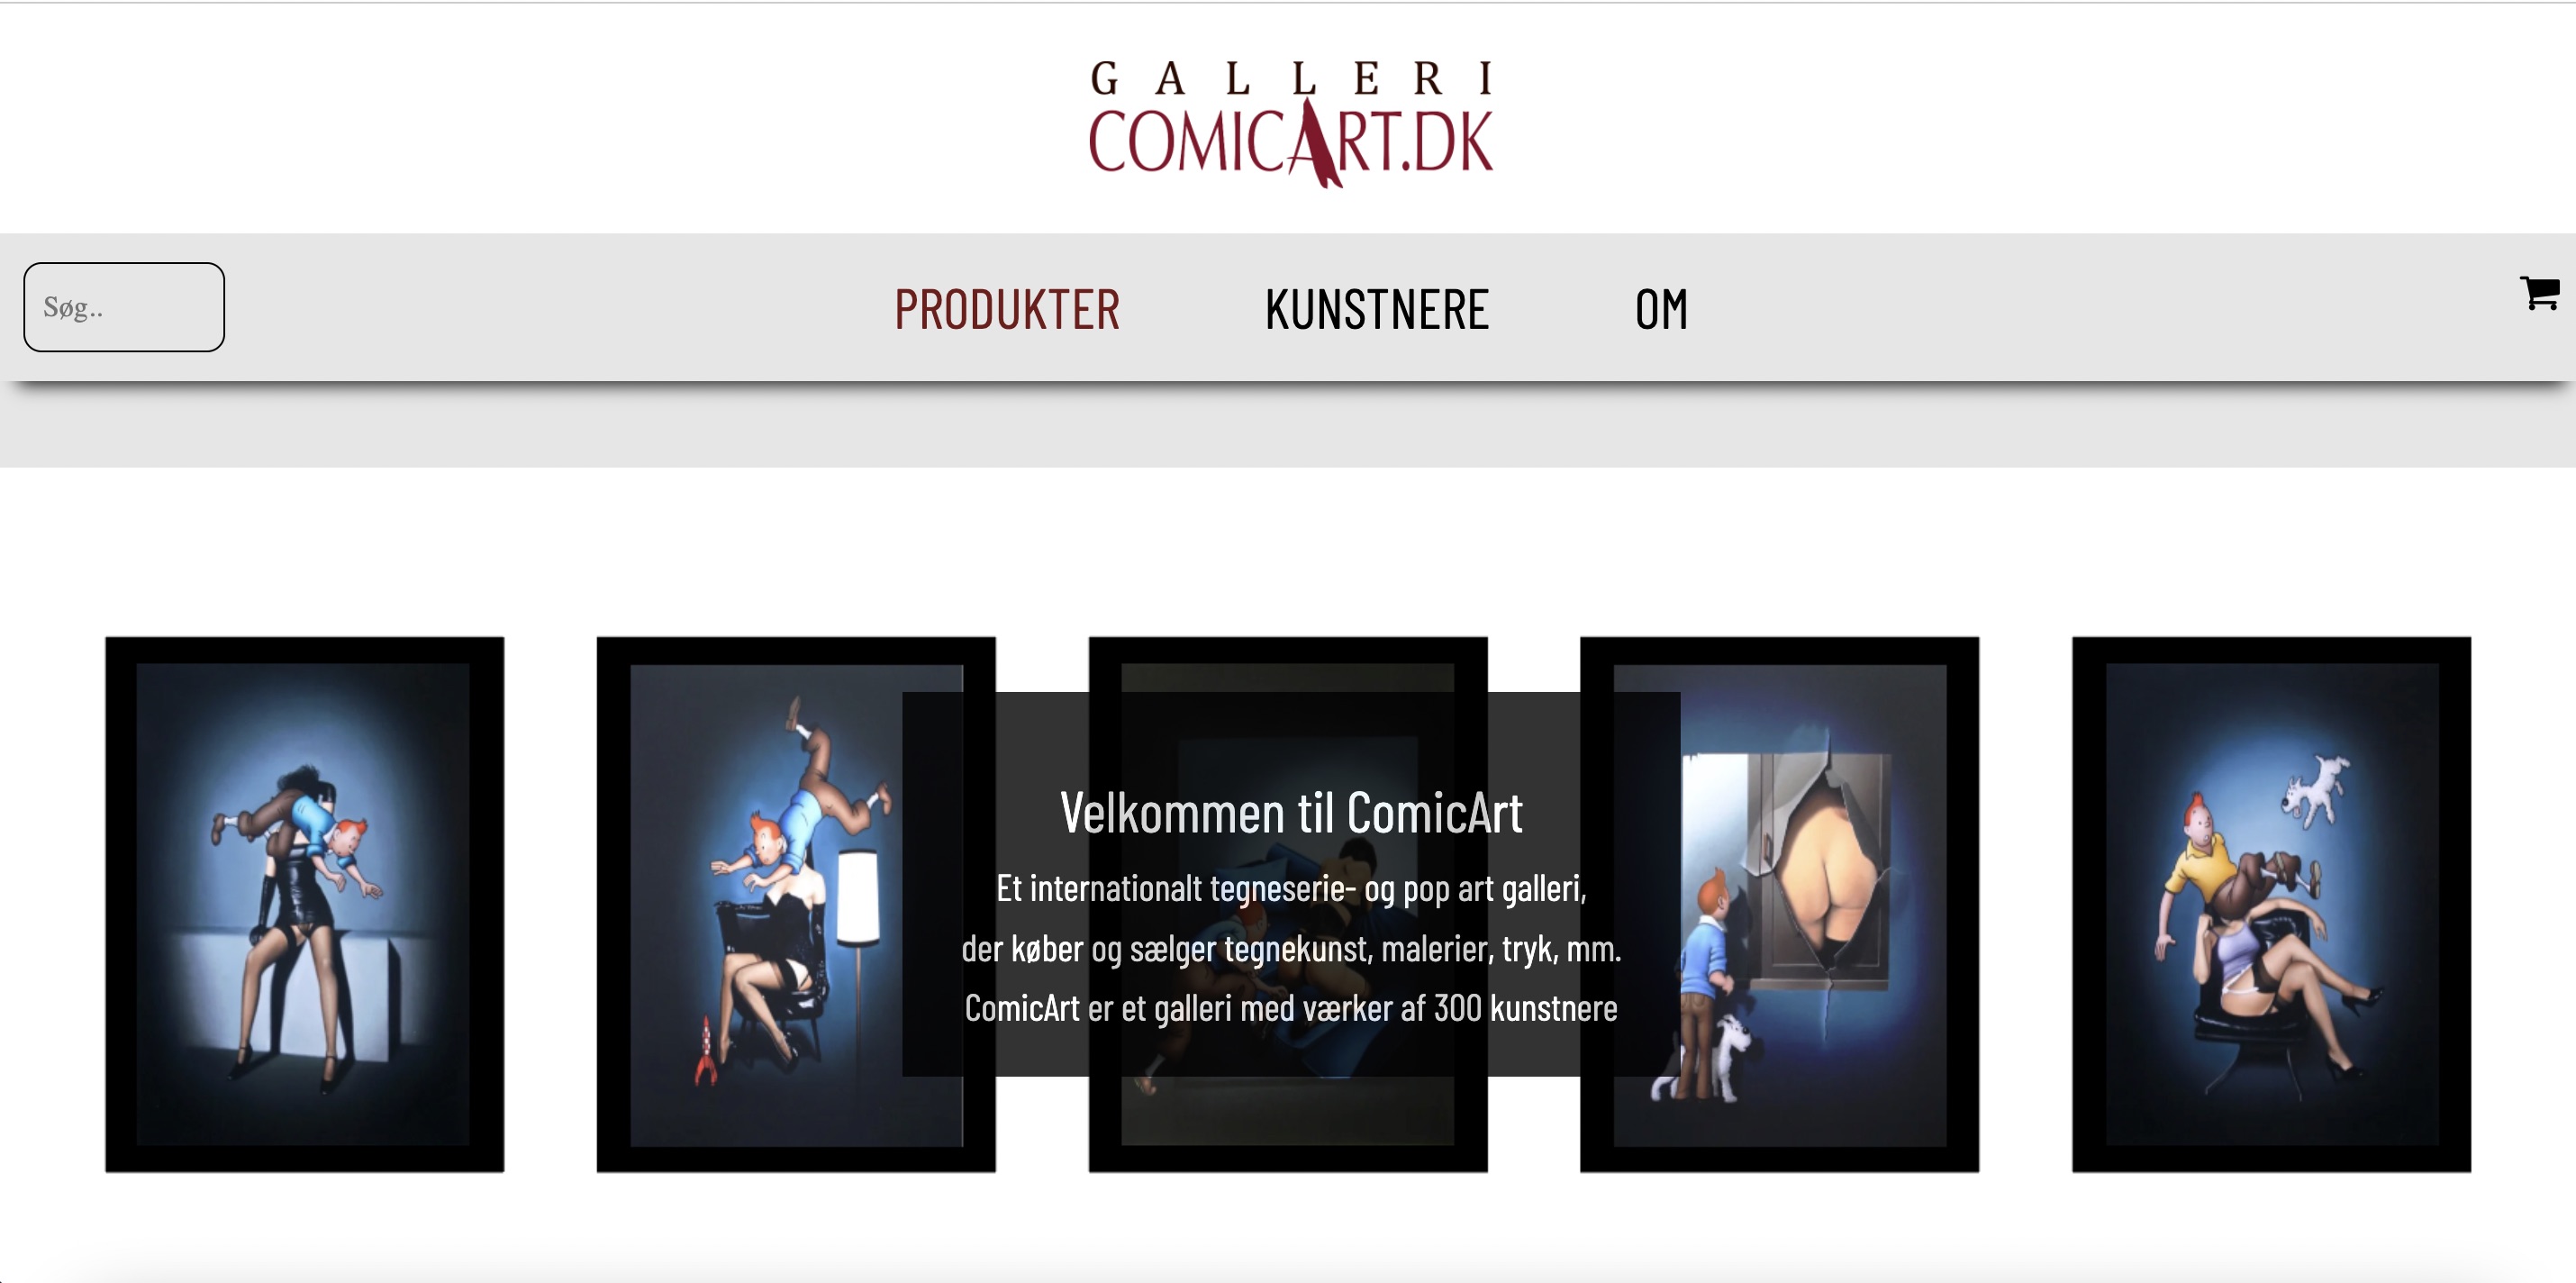 GALLERI
COMICART.DK
Søg..
PRODUKTER
KUNSTNERE
OM
Velkommen til ComicArt
Et internationalt tegneserie- og pop art galleri,
der køber og sælger tegnekunst, malerier, tryk, mm.
ComicArt er et galleri med værker af 300 kunstnere